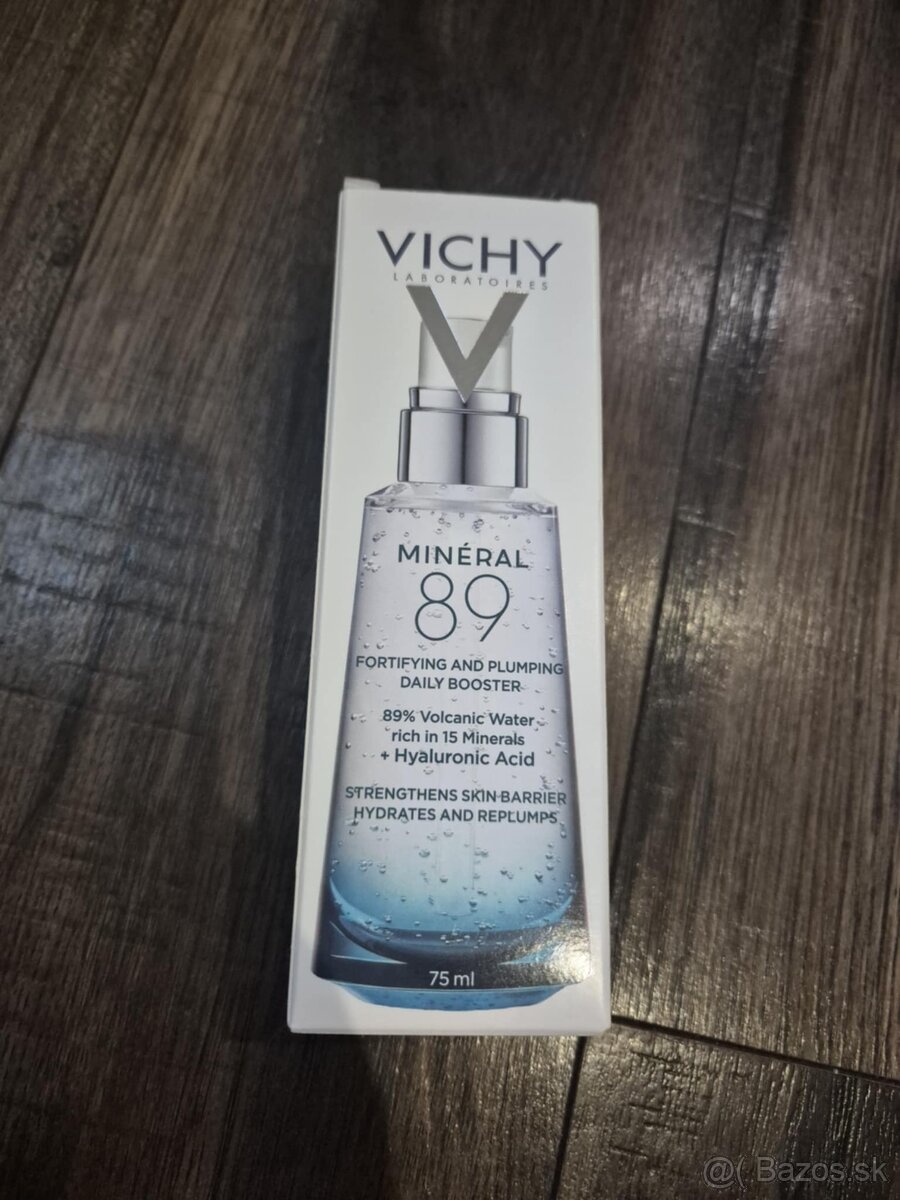 VICHY
LABORATOIRES
MINÉRAL
89
FORTIFYING AND PLUMPING
DAILY BOOSTER
89% Volcanic Water
rich in 15 Minerals
+ Hyaluronic Acid
STRENGTHENS SKIN BARRIER
HYDRATES AND REPLUMPS
75 ml
@( Bazos.sk